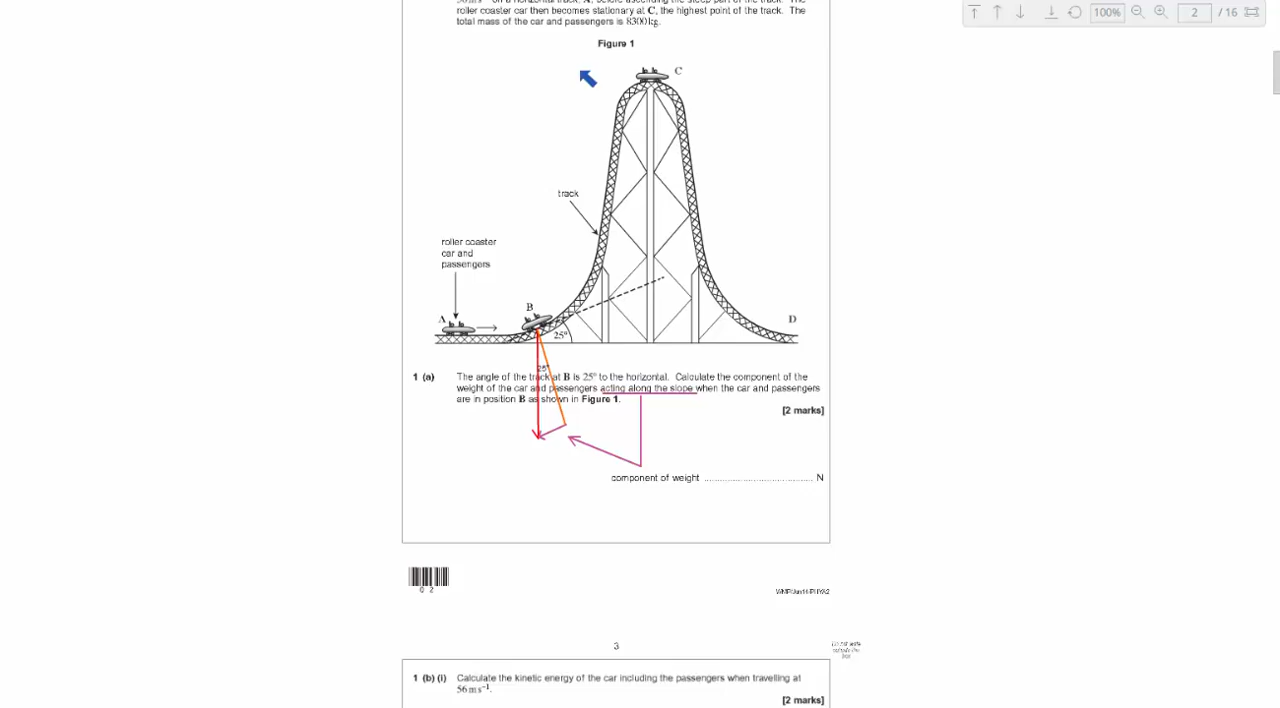 100% 2 / 16
roller coaster car then becomes stationary at C, the highest point of the track. The
total mass of the car and passengers is 8300 kg.
Figure 1
C
track
roller coaster
car and
passengers
A
B
25°
D
25°
1 (a) The angle of the track at B is 25° to the horizontal. Calculate the component of the
weight of the car and passengers acting along the slope when the car and passengers
are in position B as shown in Figure 1.
[2 marks]
component of weight ........................................ N
0 2
WMP/Jun14/PHYA2
3
1 (b) (i) Calculate the kinetic energy of the car including the passengers when travelling at
56 m s⁻¹.
[2 marks]